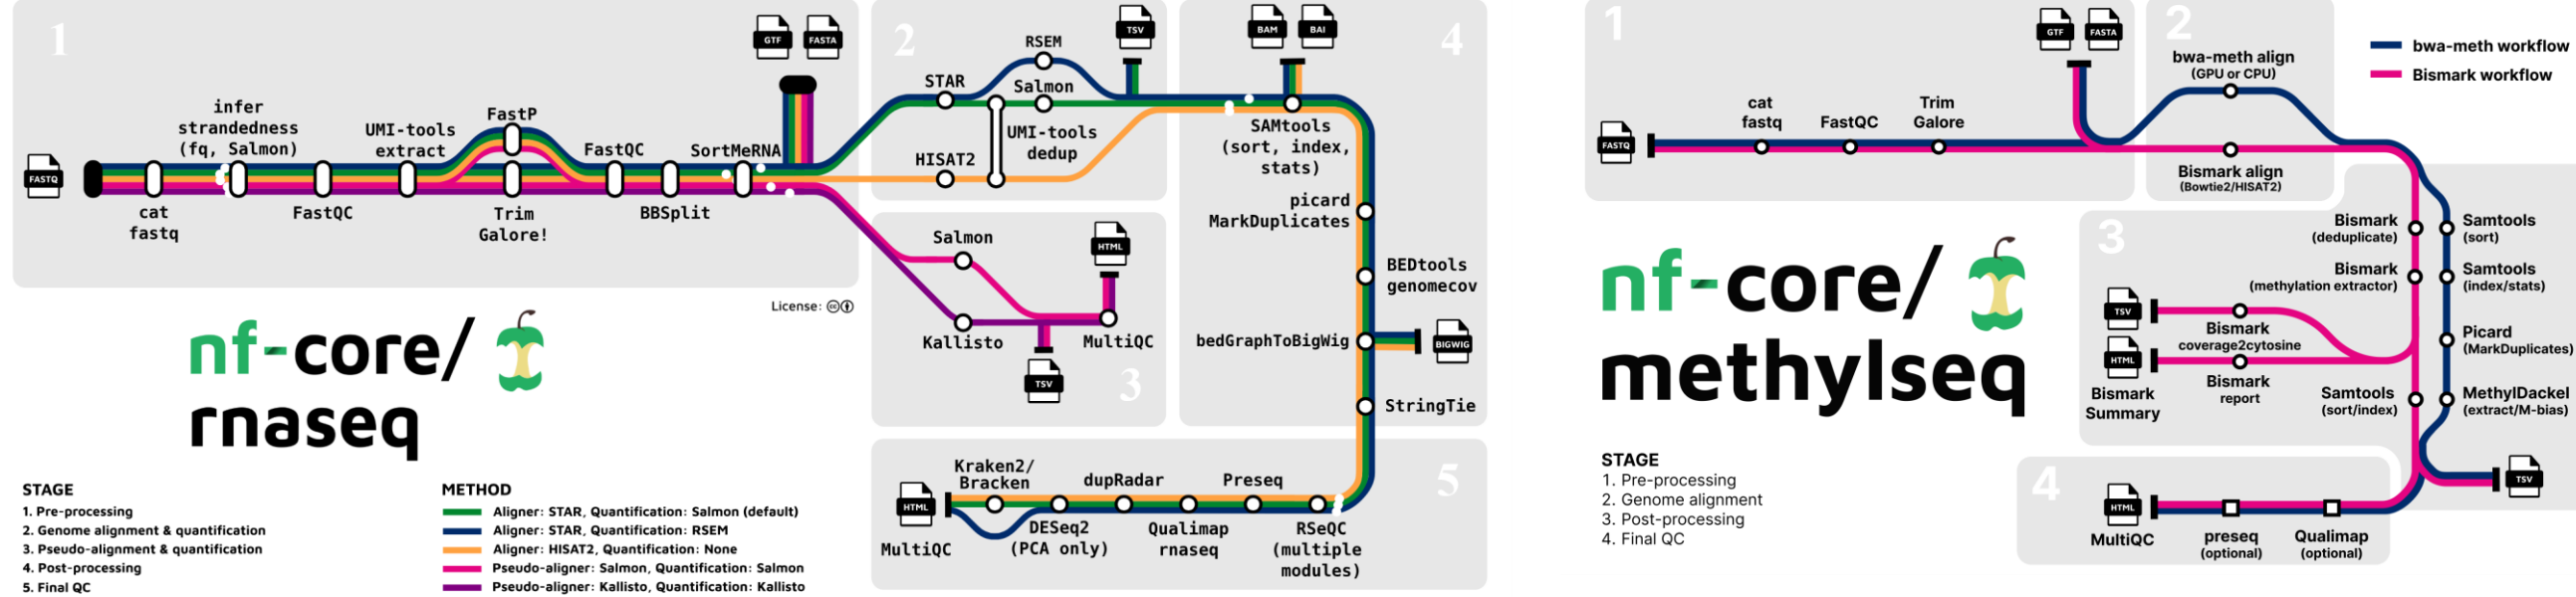 1
GTF
FASTA
infer
strandedness
(fq, Salmon)
UMI-tools
extract
FastP
FastQC
SortMeRNA
FASTQ
cat
fastq
FastQC
Trim
Galore!
BBSplit
License:
nf-core/
rnaseq
STAGE
1. Pre-processing
2. Genome alignment & quantification
3. Pseudo-alignment & quantification
4. Post-processing
5. Final QC
METHOD
Aligner: STAR, Quantification: Salmon (default)
Aligner: STAR, Quantification: RSEM
Aligner: HISAT2, Quantification: None
Pseudo-aligner: Salmon, Quantification: Salmon
Pseudo-aligner: Kallisto, Quantification: Kallisto
2
RSEM
TSV
STAR
Salmon
UMI-tools
dedup
HISAT2
3
Salmon
HTML
Kallisto
MultiQC
TSV
4
BAM
BAI
SAMtools
(sort, index,
stats)
picard
MarkDuplicates
BEDtools
genomecov
bedGraphToBigWig
BIGWIG
StringTie
5
Kraken2/
Bracken
dupRadar
Preseq
HTML
MultiQC
DESeq2
(PCA only)
Qualimap
rnaseq
RSeQC
(multiple
modules)
1
GTF
FASTA
FASTQ
cat
fastq
FastQC
Trim
Galore
2
bwa-meth align
(GPU or CPU)
Bismark align
(Bowtie2/HISAT2)
bwa-meth workflow
Bismark workflow
nf-core/
methylseq
STAGE
1. Pre-processing
2. Genome alignment
3. Post-processing
4. Final QC
3
Bismark
(deduplicate)
Samtools
(sort)
Bismark
(methylation extractor)
Samtools
(index/stats)
TSV
Bismark
coverage2cytosine
Picard
(MarkDuplicates)
HTML
Bismark
report
Bismark
Summary
Samtools
(sort/index)
MethylDackel
(extract/M-bias)
TSV
4
HTML
MultiQC
preseq
(optional)
Qualimap
(optional)